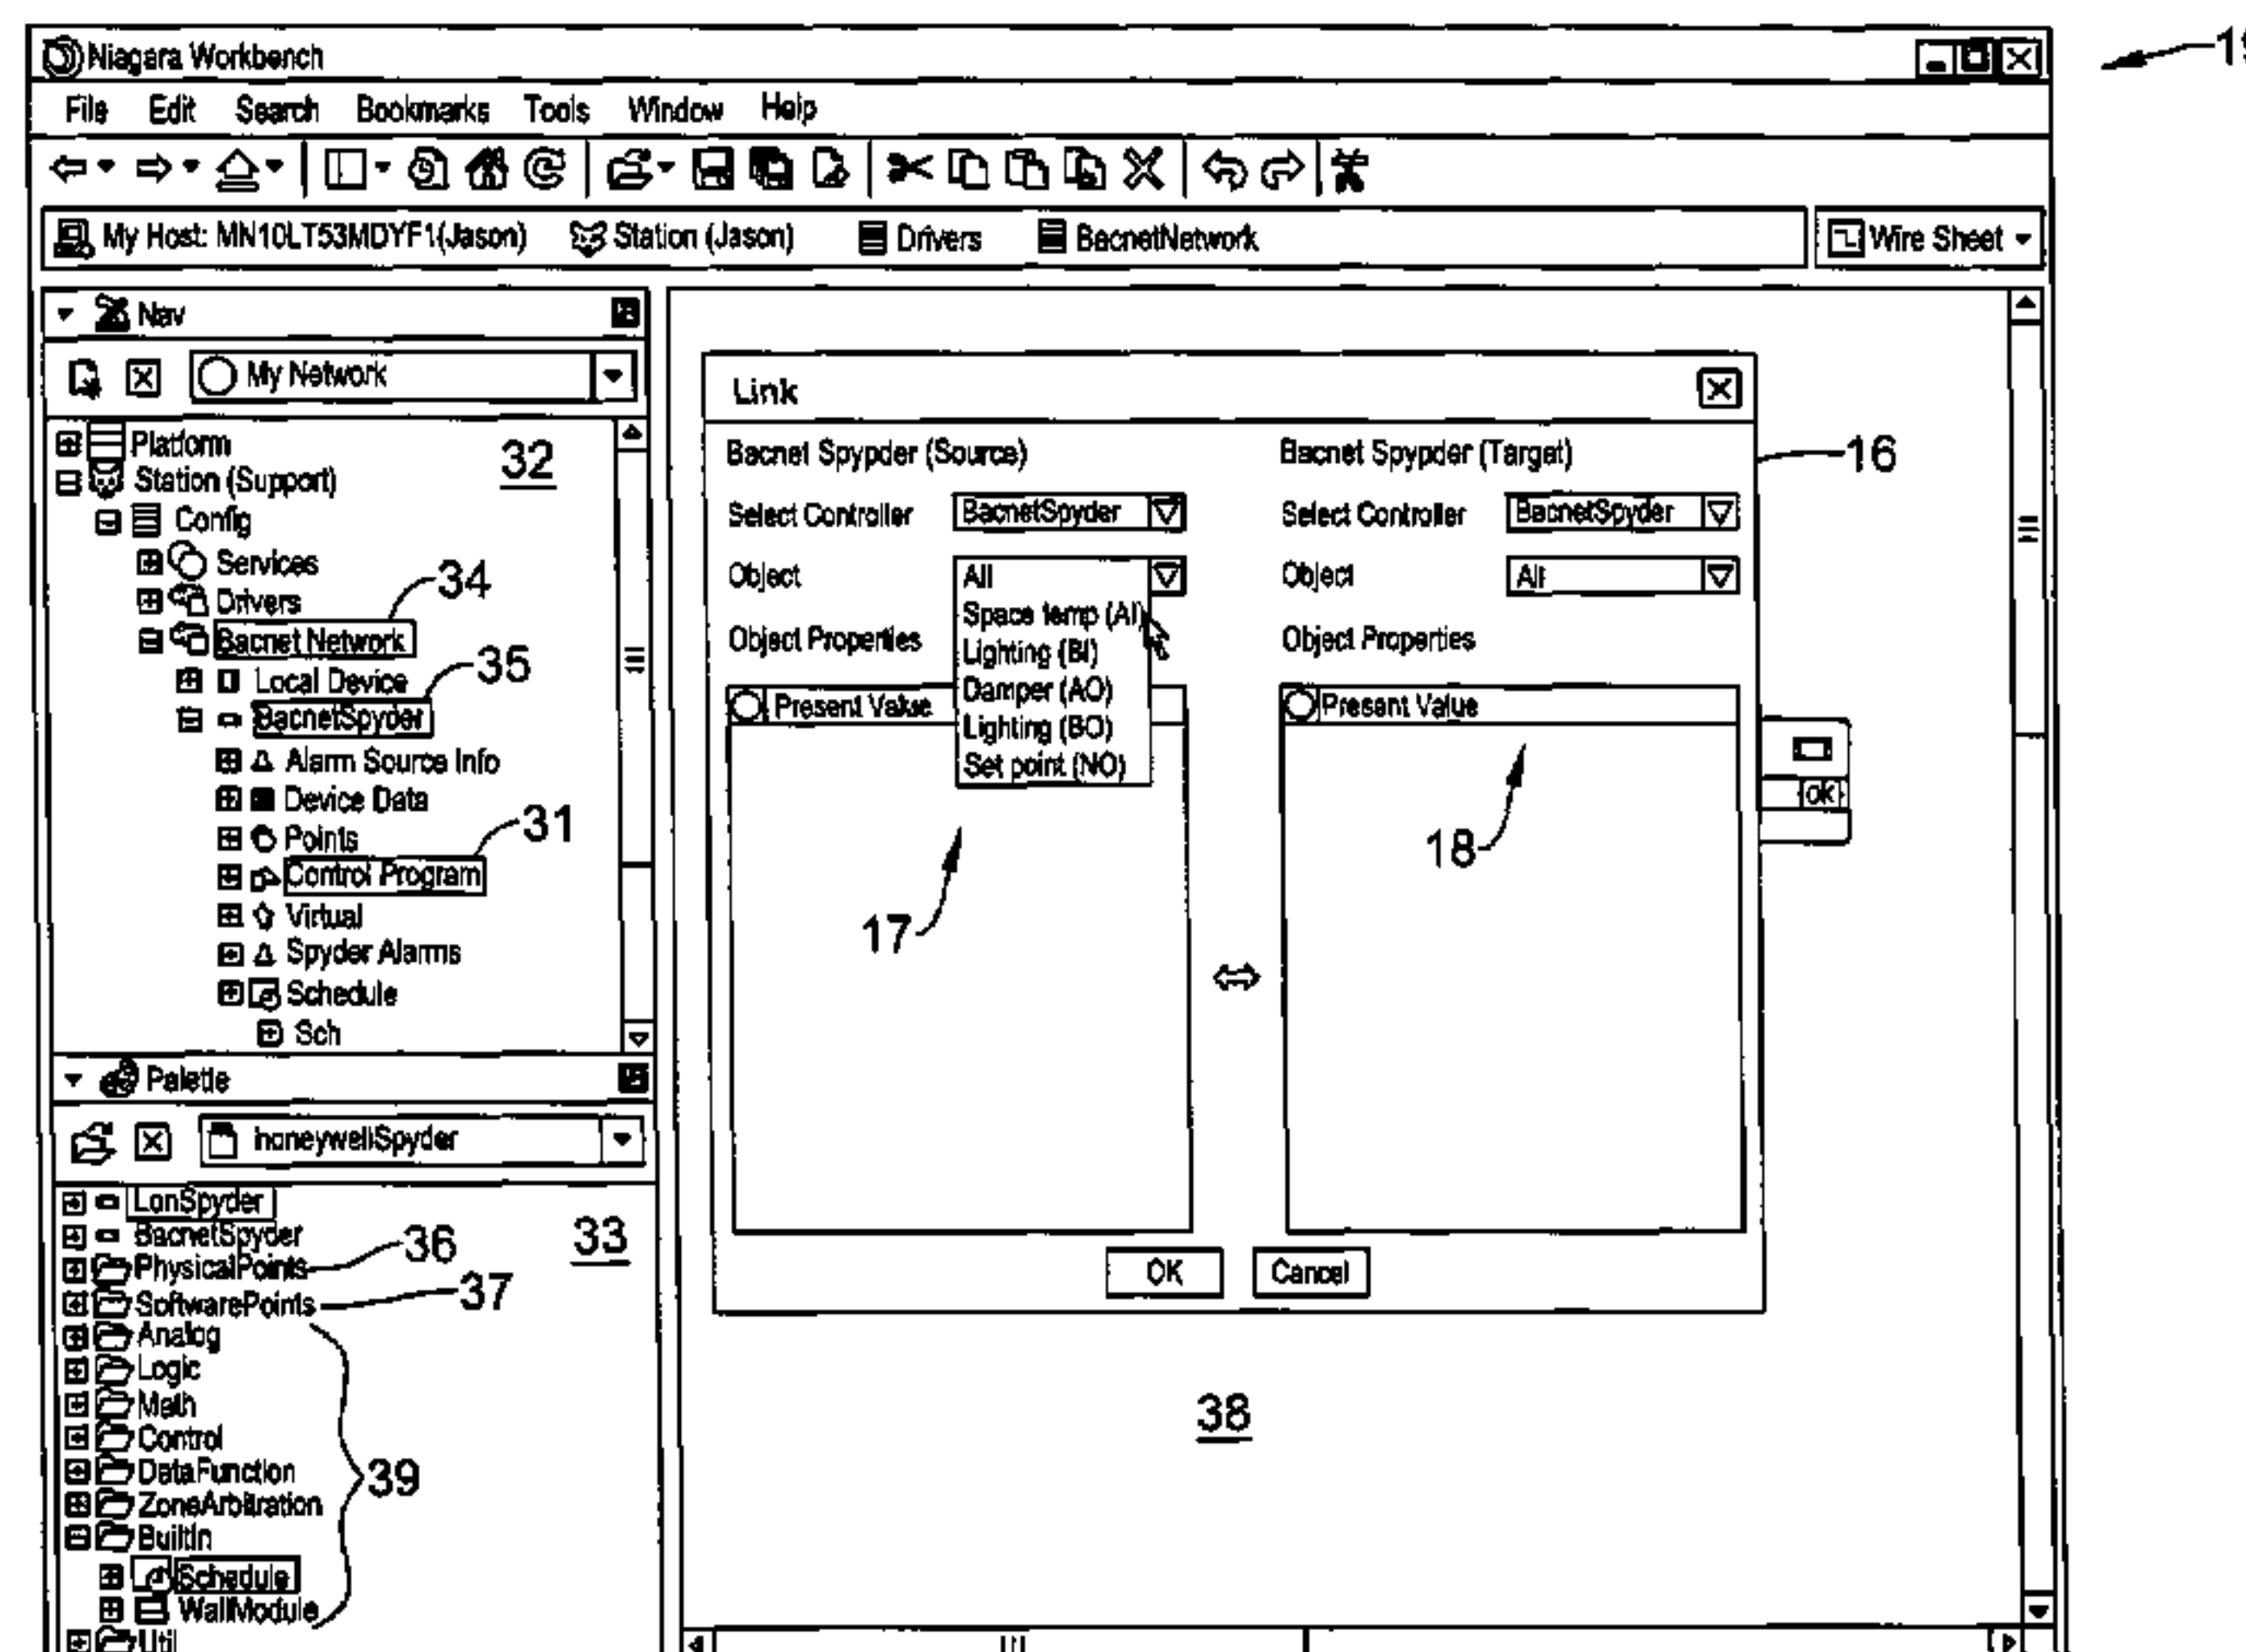 Niagara Workbench
19
File Edit Search Bookmarks Tools Window Help
My Host: MN10LT53MDYF1(Jason) Station (Jason) Drivers BacnetNetwork Wire Sheet
Nav
My Network
Platform
32
Station (Support)
Config
Services
34
Drivers
Bacnet Network
35
Local Device
BacnetSpyder
Alarm Source Info
Device Data
31
Points
Control Program
Virtual
Spyder Alarms
Schedule
Sch
Palette
honeywellSpyder
LonSpyder
BacnetSpyder
36
33
PhysicalPoints
37
SoftwarePoints
Analog
Logic
Math
Control
DataFunction
39
ZoneArbitration
BuiltIn
Schedule
WallModule
Util
Link
Bacnet Spypder (Source) Bacnet Spypder (Target)
16
Select Controller BacnetSpyder Select Controller BacnetSpyder
Object All Object All
Space temp (AI)
Object Properties Object Properties
Lighting (BI)
Damper (AO)
Present Value Present Value
Lighting (BO)
Set point (NO)
ok
18
17
OK Cancel
38